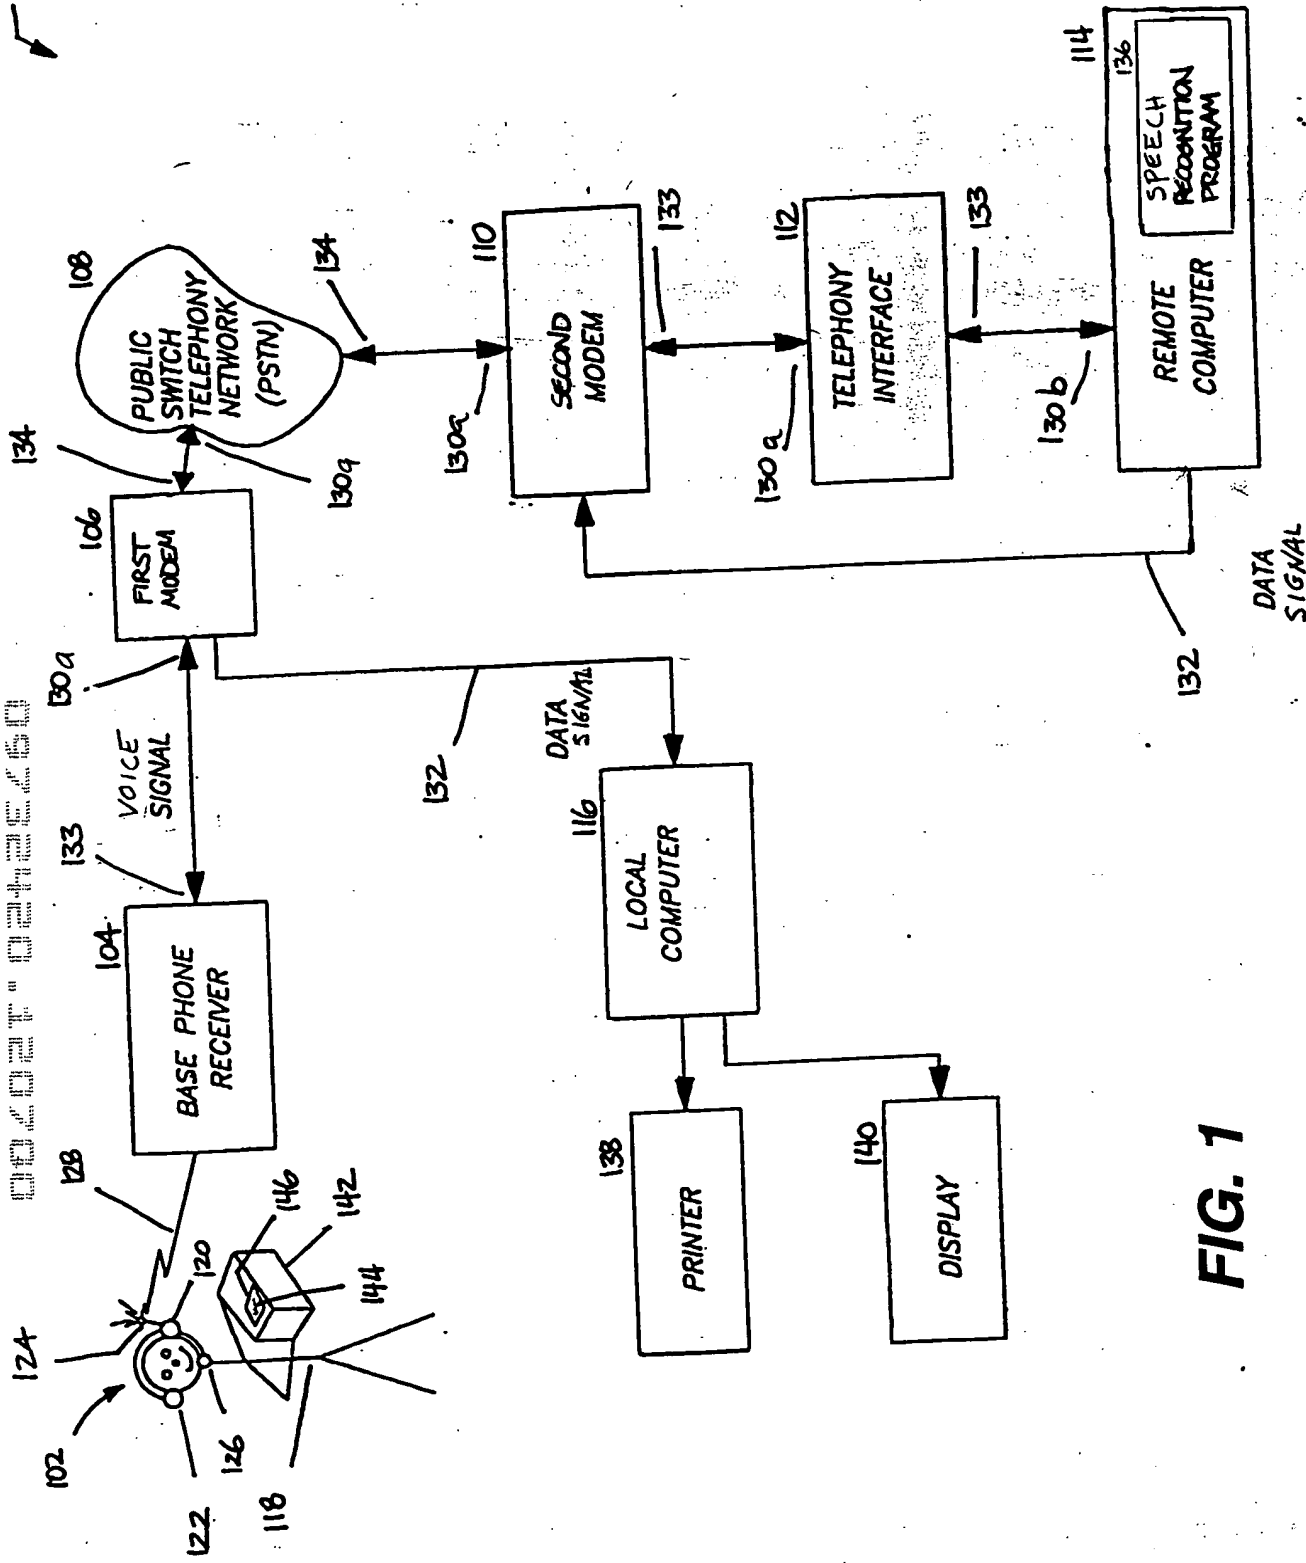 102
124
122
126
118
120
128
146
142
144
104
BASE PHONE
RECEIVER
133
VOICE
SIGNAL
130a
106
FIRST
MODEM
134
130a
108
PUBLIC
SWITCH
TELEPHONY
NETWORK
(PSTN)
134
130a
110
SECOND
MODEM
133
130a
112
TELEPHONY
INTERFACE
133
130b
114
136
SPEECH
RECOGNITION
PROGRAM
REMOTE
COMPUTER
132
DATA
SIGNAL
132
DATA
SIGNAL
116
LOCAL
COMPUTER
138
PRINTER
140
DISPLAY
FIG. 1